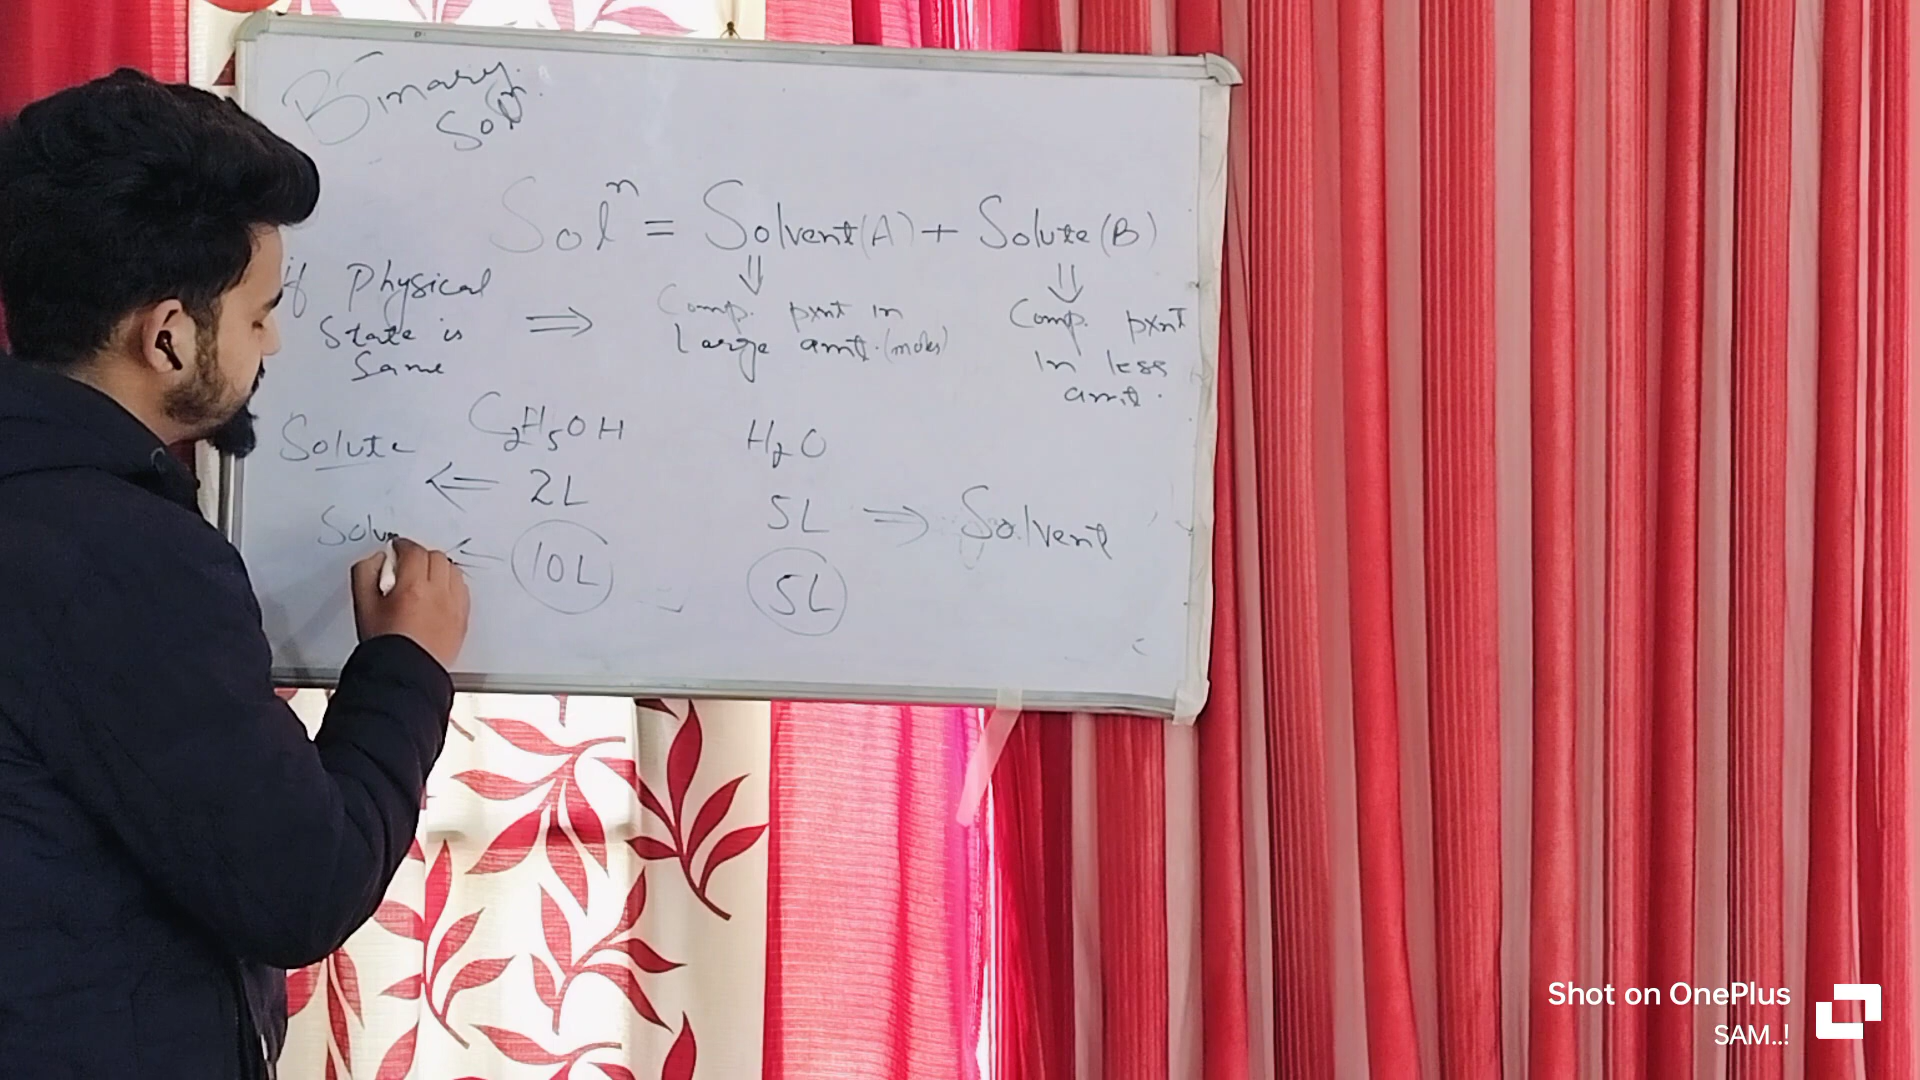 Binary
Solⁿ.
Solⁿ = Solvent(A) + Solute(B)
if Physical
State is
Same
⇒
⇓
Comp. pxnt in
Large amt. (moles)
⇓
Comp. pxnt
in less
amt.
Solute ⇐ C₂H₅OH 2L
H₂O
5L ⇒ Solvent
Solv ⇐ 10L
5L
Shot on OnePlus
SAM..!